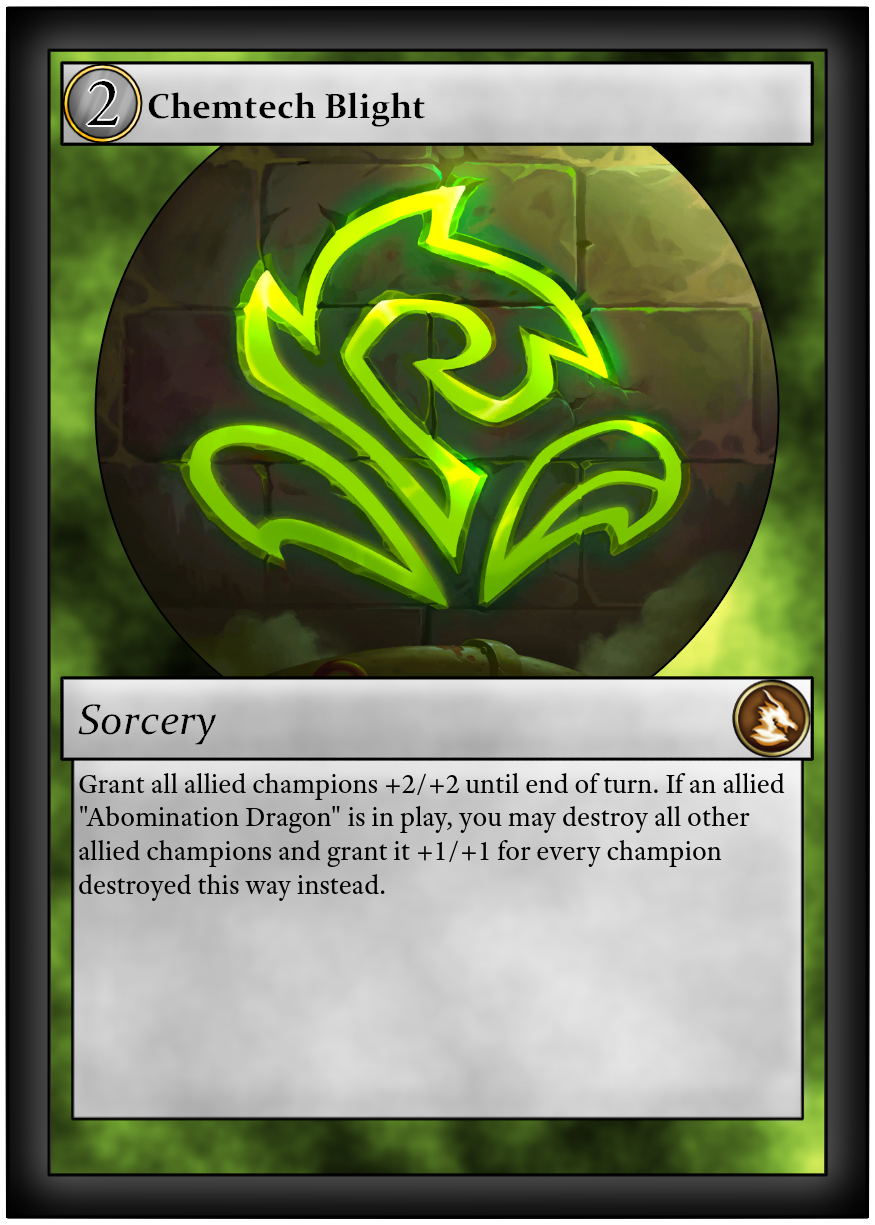 2 Chemtech Blight
Sorcery
Grant all allied champions +2/+2 until end of turn. If an allied
"Abomination Dragon" is in play, you may destroy all other
allied champions and grant it +1/+1 for every champion
destroyed this way instead.